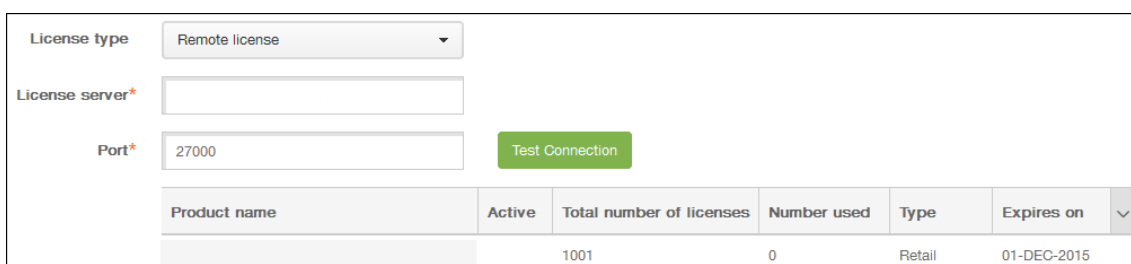 License type Remote license
License server*
Port* 27000 Test Connection
Product name Active Total number of licenses Number used Type Expires on
1001 0 Retail 01-DEC-2015